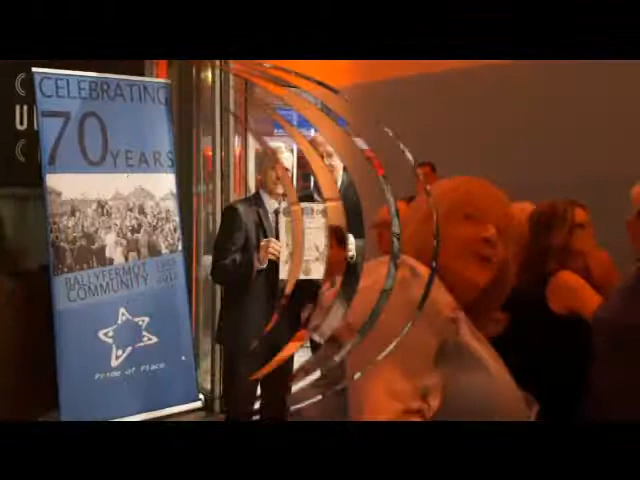 CELEBRATING
70 YEARS
BALLYFERMOT
COMMUNITY
Pride of Place